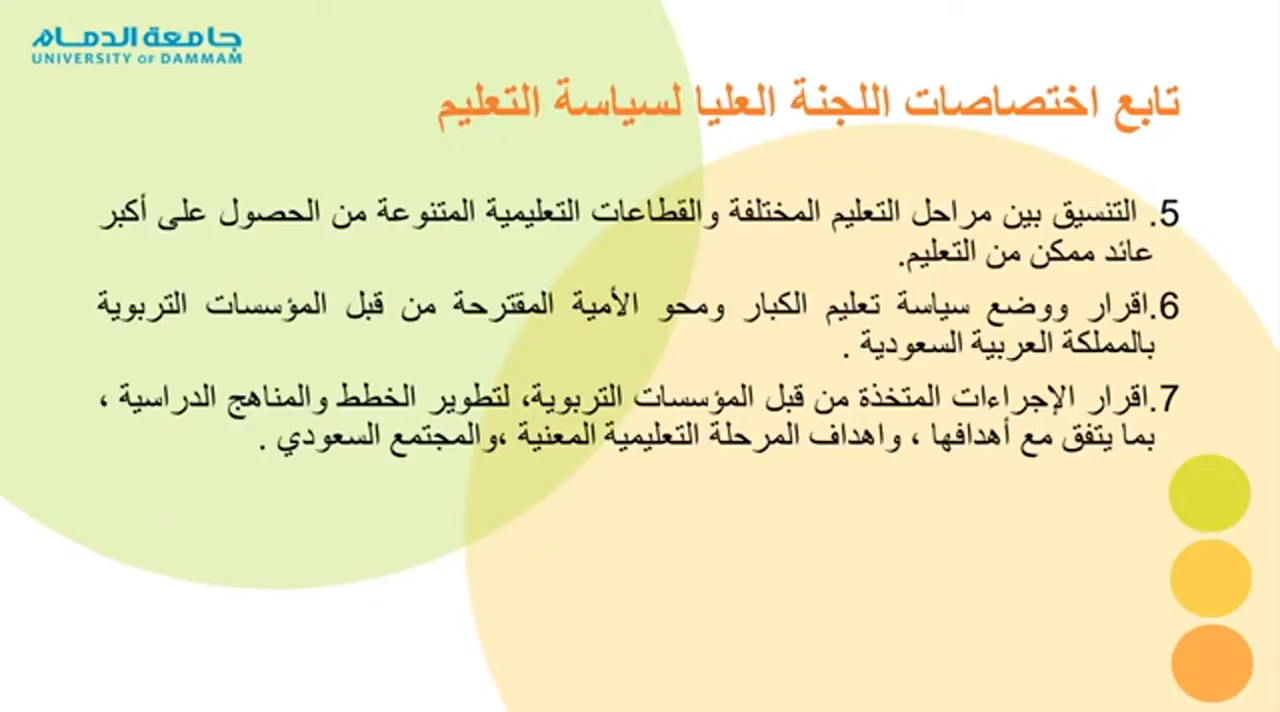 جامعة الدمام
UNIVERSITY OF DAMMAM
تابع اختصاصات اللجنة العليا لسياسة التعليم
5. التنسيق بين مراحل التعليم المختلفة والقطاعات التعليمية المتنوعة من الحصول على أكبر
عائد ممكن من التعليم.
6.اقرار ووضع سياسة تعليم الكبار ومحو الأمية المقترحة من قبل المؤسسات التربوية
بالمملكة العربية السعودية .
7.اقرار الإجراءات المتخذة من قبل المؤسسات التربوية، لتطوير الخطط والمناهج الدراسية ،
بما يتفق مع أهدافها ، واهداف المرحلة التعليمية المعنية ،والمجتمع السعودي .